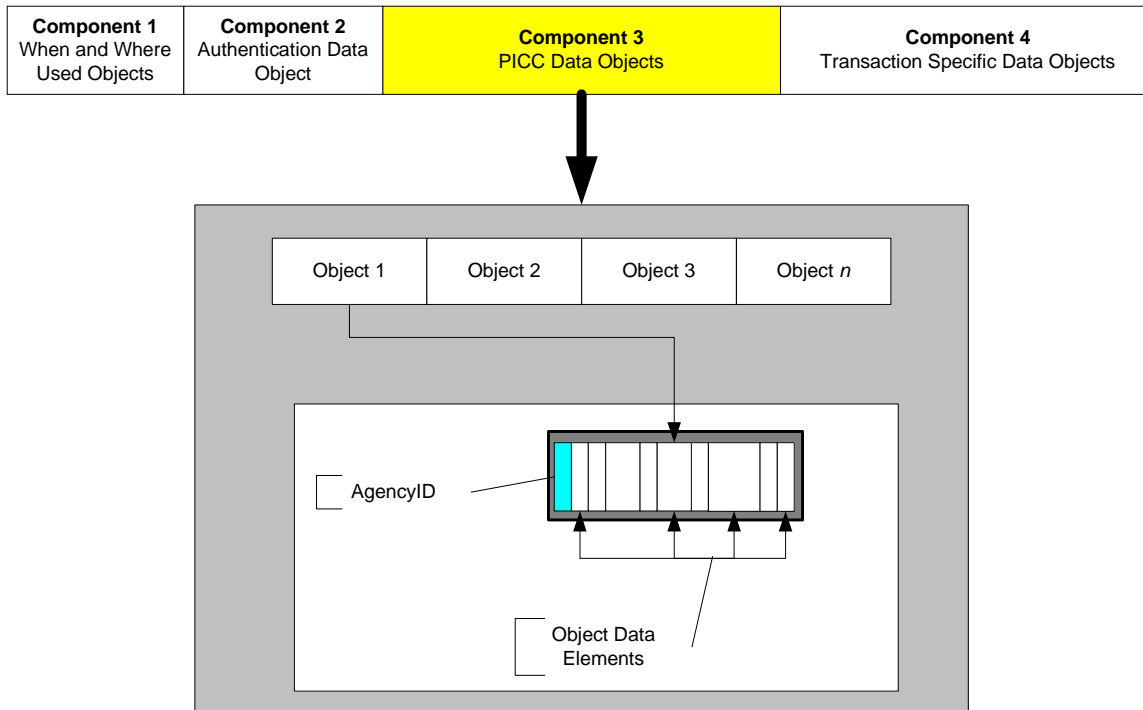 Component 1
When and Where
Used Objects
Component 2
Authentication Data
Object
Component 3
PICC Data Objects
Component 4
Transaction Specific Data Objects
Object 1
Object 2
Object 3
Object n
AgencyID
Object Data
Elements